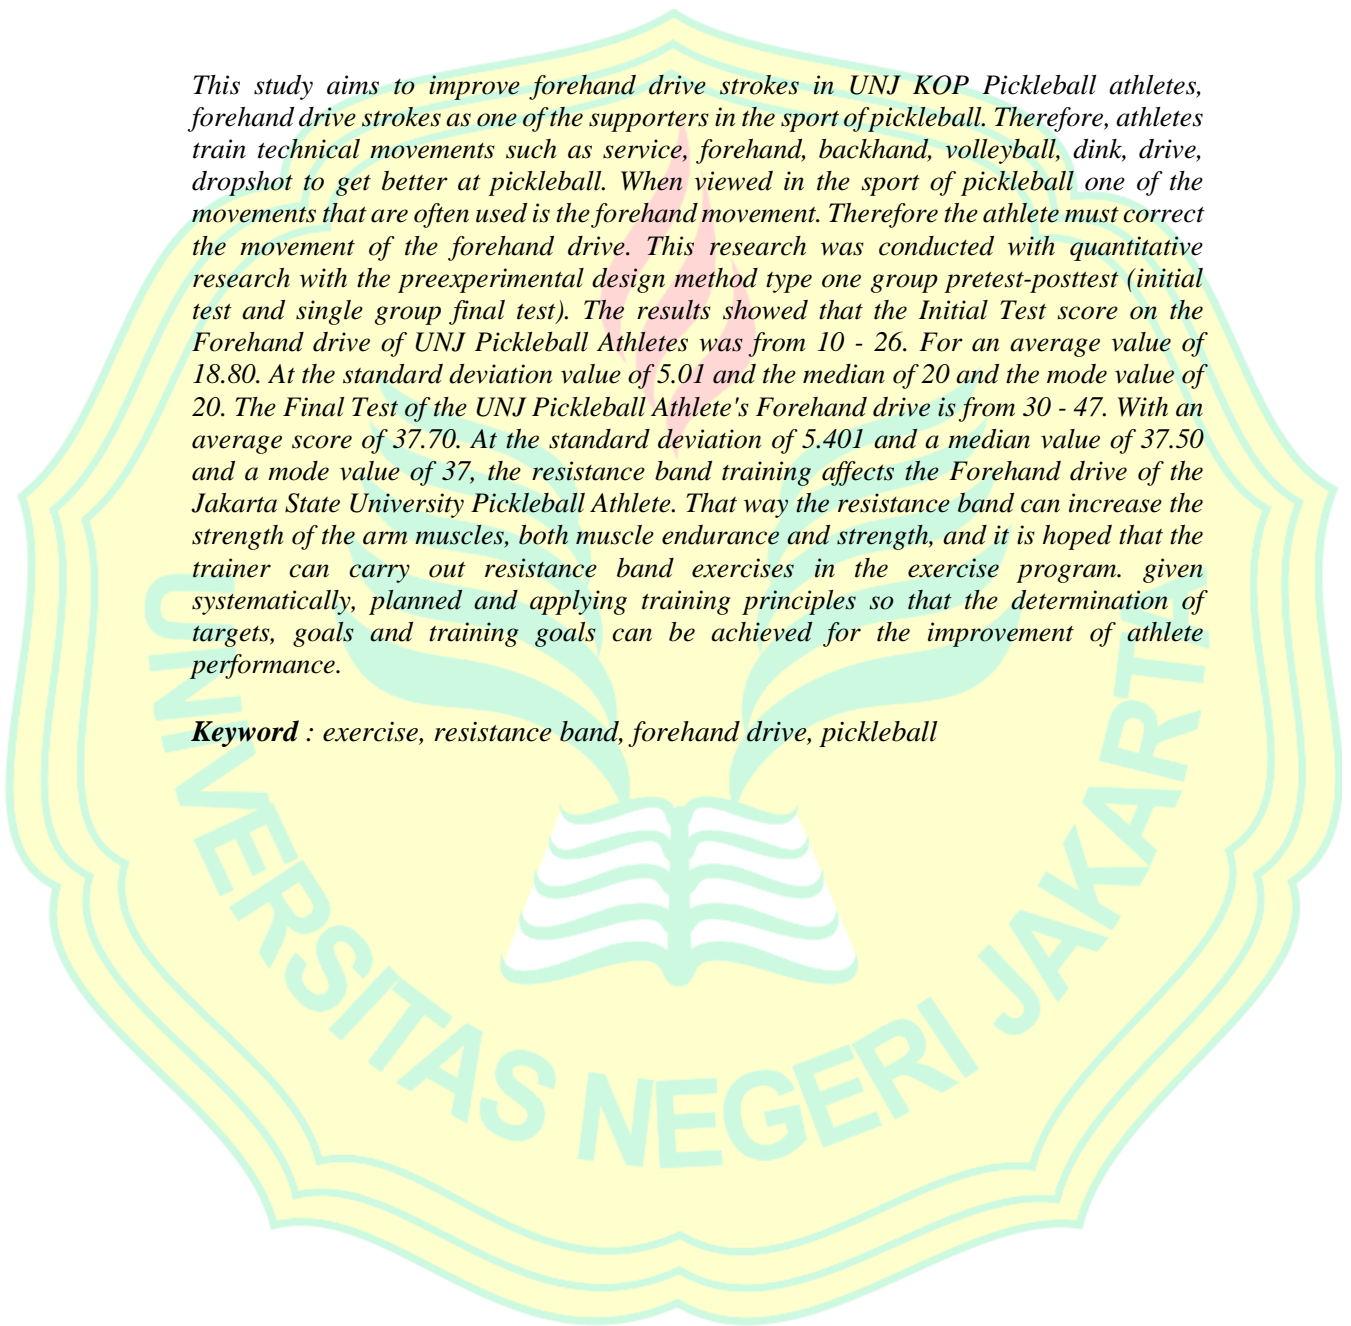 This study aims to improve forehand drive strokes in UNJ KOP Pickleball athletes,
forehand drive strokes as one of the supporters in the sport of pickleball. Therefore, athletes
train technical movements such as service, forehand, backhand, volleyball, dink, drive,
dropshot to get better at pickleball. When viewed in the sport of pickleball one of the
movements that are often used is the forehand movement. Therefore the athlete must correct
the movement of the forehand drive. This research was conducted with quantitative
research with the preexperimental design method type one group pretest-posttest (initial
test and single group final test). The results showed that the Initial Test score on the
Forehand drive of UNJ Pickleball Athletes was from 10 - 26. For an average value of
18.80. At the standard deviation value of 5.01 and the median of 20 and the mode value of
20. The Final Test of the UNJ Pickleball Athlete's Forehand drive is from 30 - 47. With an
average score of 37.70. At the standard deviation of 5.401 and a median value of 37.50
and a mode value of 37, the resistance band training affects the Forehand drive of the
Jakarta State University Pickleball Athlete. That way the resistance band can increase the
strength of the arm muscles, both muscle endurance and strength, and it is hoped that the
trainer can carry out resistance band exercises in the exercise program. given
systematically, planned and applying training principles so that the determination of
targets, goals and training goals can be achieved for the improvement of athlete
performance.
Keyword : exercise, resistance band, forehand drive, pickleball
UNIVERSITAS NEGERI JAKARTA